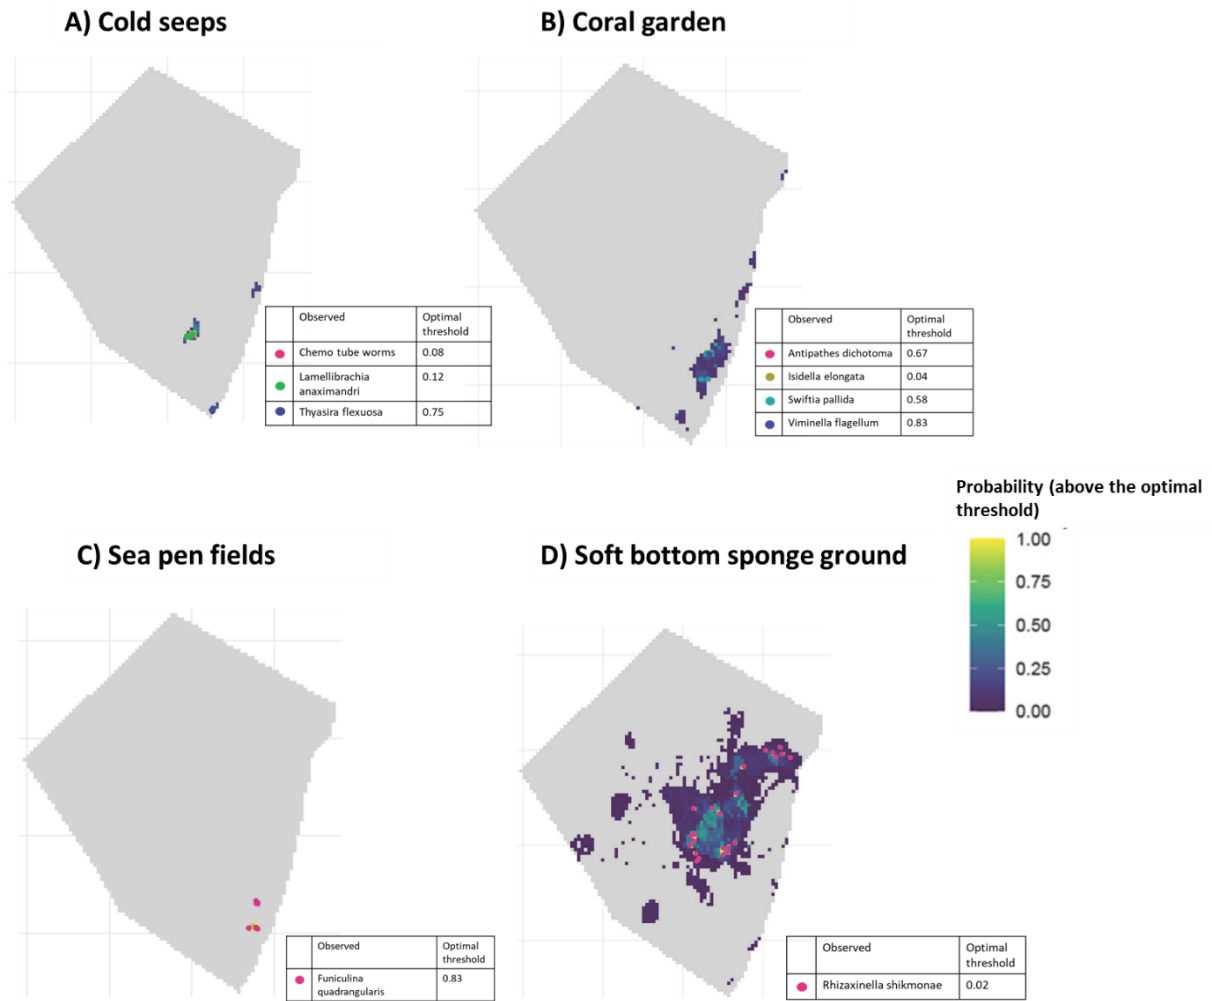 A) Cold seeps
B) Coral garden
Observed
Optimal
threshold
Chemo tube worms
0.08
Lamellibrachia
anaximandri
0.12
Thyasira flexuosa
0.75
Observed
Optimal
threshold
Antipathes dichotoma
0.67
Isidella elongata
0.04
Swiftia pallida
0.58
Viminella flagellum
0.83
Probability (above the optimal
threshold)
1.00
0.75
0.50
0.25
0.00
C) Sea pen fields
D) Soft bottom sponge ground
Observed
Optimal
threshold
Funiculina
quadrangularis
0.83
Observed
Optimal
threshold
Rhizaxinella shikmonae
0.02